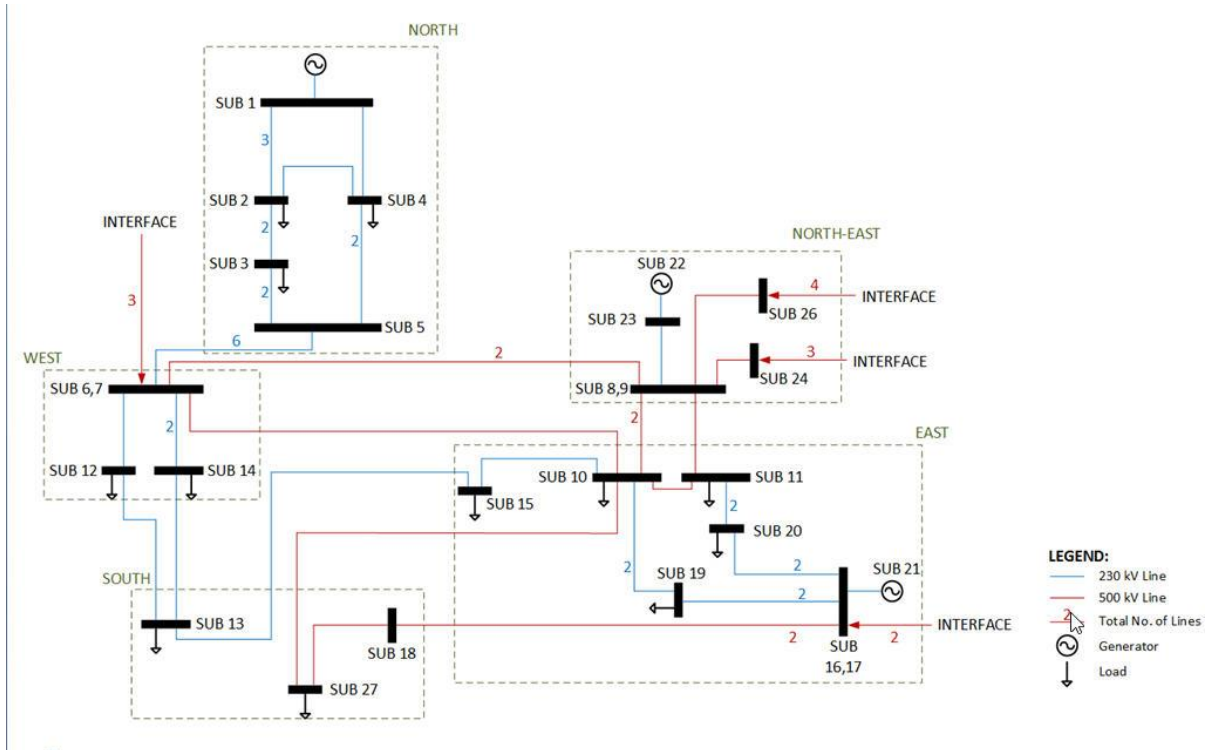 NORTH
SUB 1
3
SUB 2
SUB 4
2
2
SUB 3
2
SUB 5
6
INTERFACE
3
WEST
SUB 6,7
2
SUB 12
SUB 14
2
NORTH-EAST
SUB 22
4
INTERFACE
SUB 26
SUB 23
3
INTERFACE
SUB 24
SUB 8,9
2
EAST
SUB 10
SUB 11
SUB 15
2
SUB 20
2
SUB 19
2
2
SUB 21
SUB
16,17
2
2
INTERFACE
SOUTH
SUB 13
SUB 18
SUB 27
LEGEND:
230 kV Line
500 kV Line
2
Total No. of Lines
Generator
Load